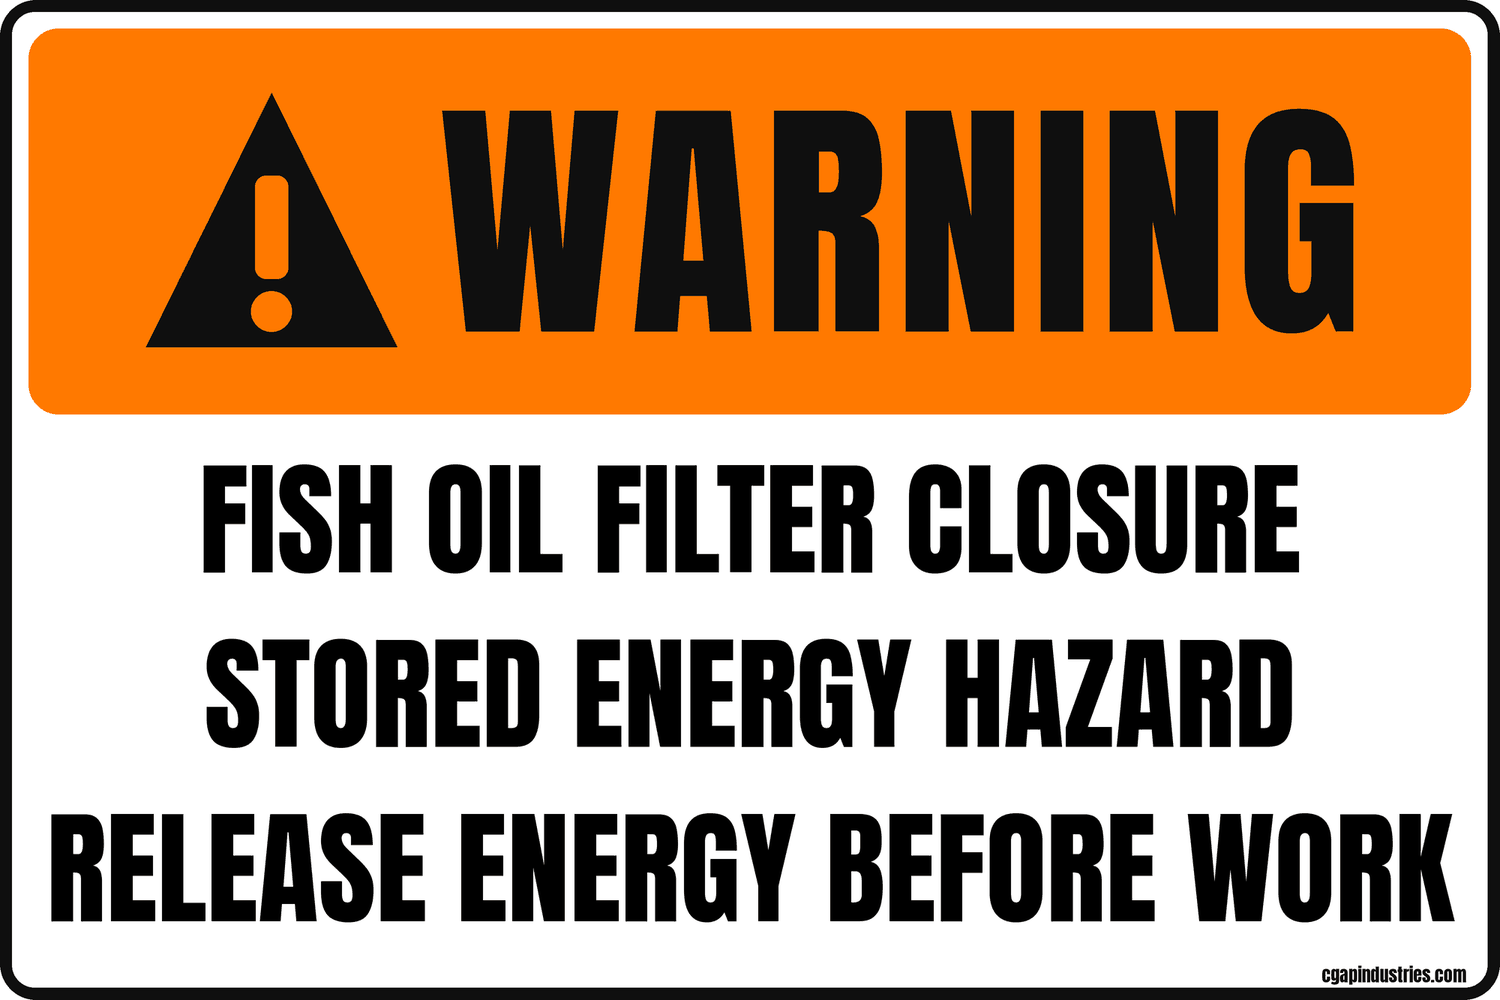 WARNING
FISH OIL FILTER CLOSURE
STORED ENERGY HAZARD
RELEASE ENERGY BEFORE WORK
cgapindustries.com